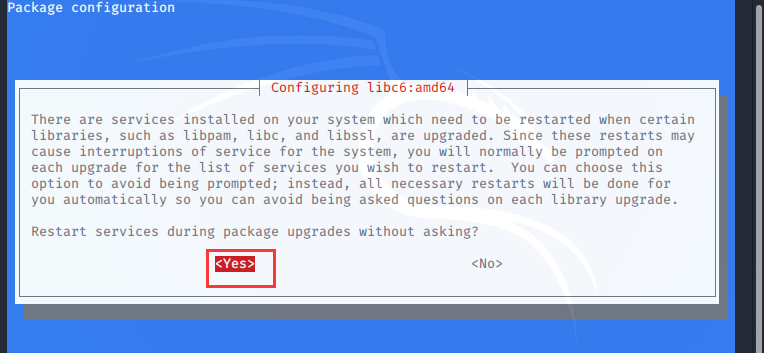 Package configuration
Configuring libc6:amd64
There are services installed on your system which need to be restarted when certain
libraries, such as libpam, libc, and libssl, are upgraded. Since these restarts may
cause interruptions of service for the system, you will normally be prompted on
each upgrade for the list of services you wish to restart.  You can choose this
option to avoid being prompted; instead, all necessary restarts will be done for
you automatically so you can avoid being asked questions on each library upgrade.
Restart services during package upgrades without asking?
<Yes> <No>